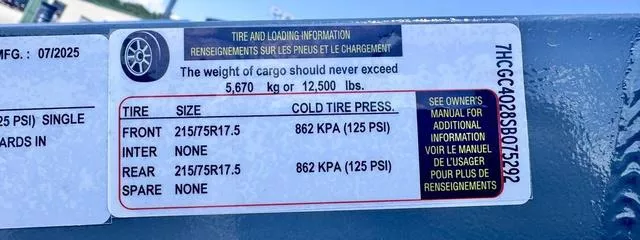 MFG. : 07/2025
25 PSI) SINGLE
ARDS IN
TIRE AND LOADING INFORMATION
RENSEIGNEMENTS SUR LES PNEUS ET LE CHARGEMENT
The weight of cargo should never exceed
5,670 kg or 12,500 lbs.
TIRE SIZE COLD TIRE PRESS.
FRONT 215/75R17.5 862 KPA (125 PSI)
INTER NONE
REAR 215/75R17.5 862 KPA (125 PSI)
SPARE NONE
SEE OWNER'S
MANUAL FOR
ADDITIONAL
INFORMATION
VOIR LE MANUEL
DE L'USAGER
POUR PLUS DE
RENSEIGNEMENTS
7HCGC4028SB075292